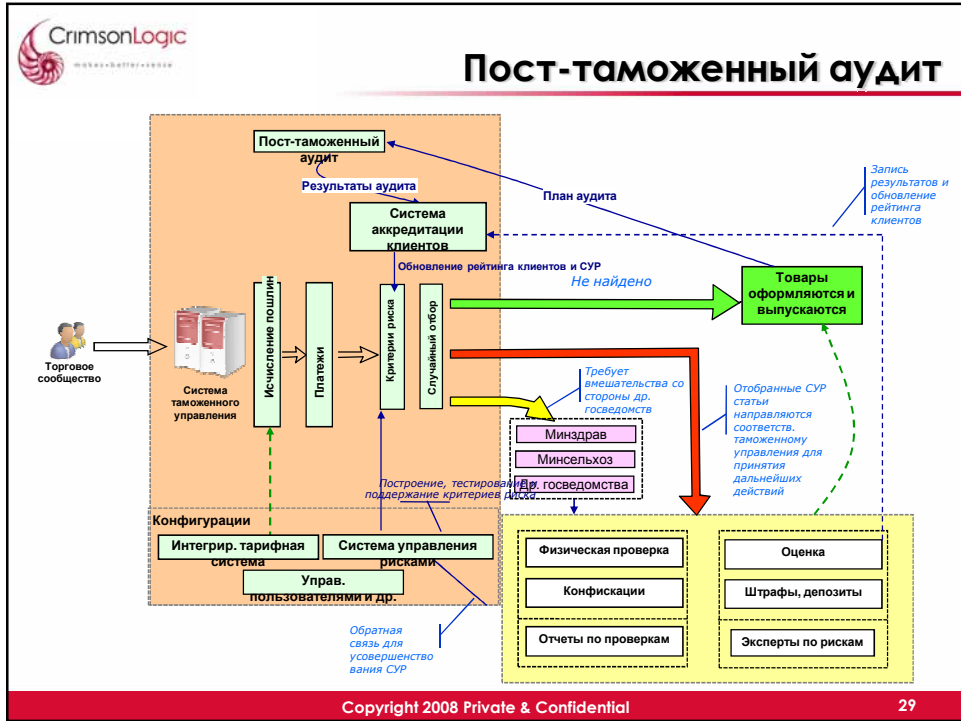 CrimsonLogic
makes-better-sense
Пост-таможенный аудит
Пост-таможенный
аудит
Результаты аудита
План аудита
Запись
результатов и
обновление
рейтинга
клиентов
Система
аккредитации
клиентов
Обновление рейтинга клиентов и СУР
Не найдено
Товары
оформляются и
выпускаются
Торговое
сообщество
Система
таможенного
управления
Исчисление пошлин
Платежи
Критерии риска
Случайный отбор
Требует
вмешательства со
стороны др.
госведомств
Отобранные СУР
статьи
направляются
соответств.
таможенному
управления для
принятия
дальнейших
действий
Минздрав
Минсельхоз
Др. госведомства
Построение, тестирование и
поддержание критериев риска
Конфигурации
Интегрир. тарифная
система
Система управления
рисками
Управ.
пользователями и др.
Физическая проверка
Конфискации
Отчеты по проверкам
Оценка
Штрафы, депозиты
Эксперты по рискам
Обратная
связь для
усовершенство
вания СУР
Copyright 2008 Private & Confidential
29